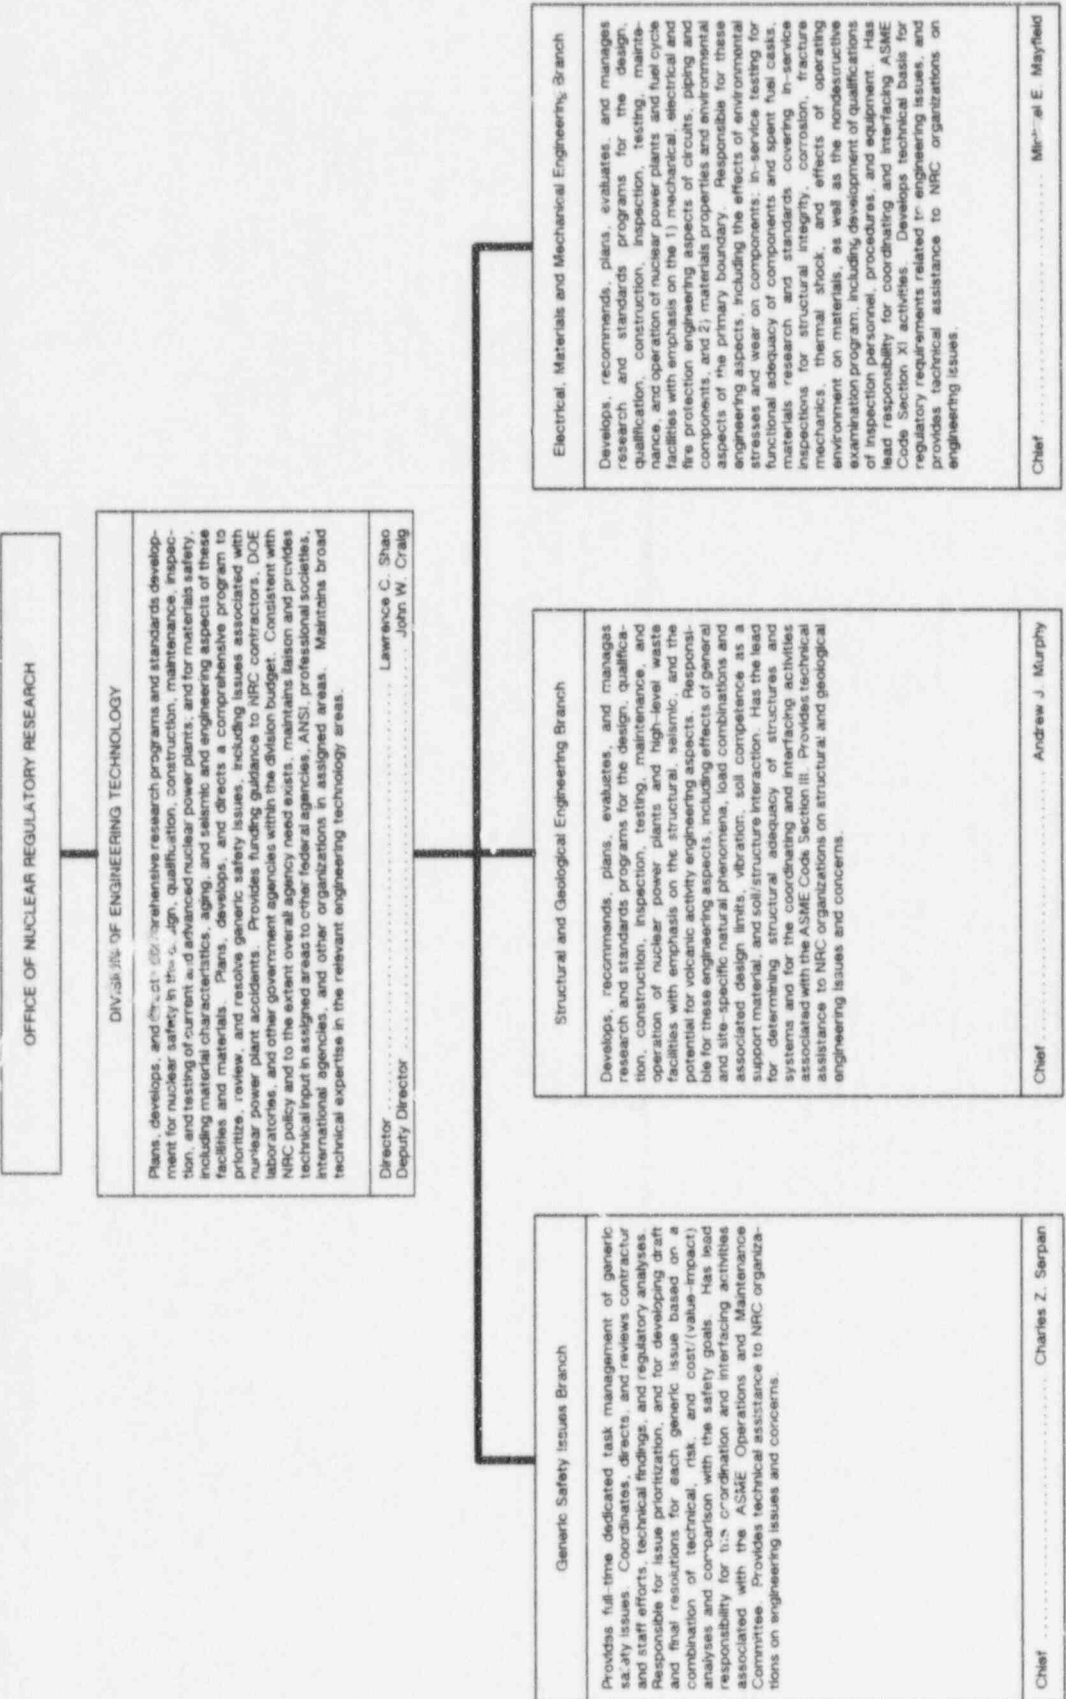 OFFICE OF NUCLEAR REGULATORY RESEARCH
DIVISION OF ENGINEERING TECHNOLOGY
Plans, develops, and directs comprehensive research programs and standards develop-
ment for nuclear safety in the design, qualification, construction, maintenance, inspec-
tion, and testing of current and advanced nuclear power plants, and for materials safety,
including material characteristics, aging, and seismic and engineering aspects of these
facilities and materials. Plans, develops, and directs a comprehensive program to
prioritize, review, and resolve generic safety issues, including issues associated with
nuclear power plant accidents. Provides funding guidance to NRC contractors, DOE
laboratories, and other government agencies within the division budget. Consistent with
NRC policy and to the extent overall agency need exists, maintains liaison and provides
technical input in assigned areas to other federal agencies, ANSI, professional societies,
international agencies, and other organizations in assigned areas. Maintains broad
technical expertise in the relevant engineering technology areas.
Director .......... Lawrence C. Shao
Deputy Director .......... John W. Craig
Generic Safety Issues Branch
Provides full-time dedicated task management of generic
safety issues. Coordinates, directs, and reviews contractor
and staff efforts, technical findings, and regulatory analyses.
Responsible for issue prioritization, and for developing draft
and final resolutions for each generic issue based on a
combination of technical, risk, and cost/(value-impact)
analyses and comparison with the safety goals. Has lead
responsibility for the coordination and interfacing activities
associated with the ASME Operations and Maintenance
Committee. Provides technical assistance to NRC organiza-
tions on engineering issues and concerns.
Chief .......... Charles Z. Serpan
Structural and Geological Engineering Branch
Develops, recommends, plans, evaluates, and manages
research and standards programs for the design, qualifica-
tion, construction, inspection, testing, maintenance, and
operation of nuclear power plants and high-level waste
facilities with emphasis on the structural, seismic, and the
potential for volcanic activity engineering aspects. Responsi-
ble for these engineering aspects, including effects of general
and site-specific natural phenomena, load combinations and
associated design limits, vibration, soil competence as a
support material, and soil/structure interaction. Has the lead
for determining structural adequacy of structures and
systems and for the coordinating and interfacing activities
associated with the ASME Code Section III. Provides technical
assistance to NRC organizations on structural and geological
engineering issues and concerns.
Chief .......... Andrew J. Murphy
Electrical, Materials and Mechanical Engineering Branch
Develops, recommends, plans, evaluates, and manages
research and standards programs for the design,
qualification, construction, inspection, testing, mainte-
nance, and operation of nuclear power plants and fuel cycle
facilities with emphasis on the 1) mechanical, electrical and
fire protection engineering aspects of circuits, piping and
components, and 2) materials properties and environmental
aspects of the primary boundary. Responsible for these
engineering aspects, including the effects of environmental
stresses and wear on components; in-service testing for
functional adequacy of components and spent fuel casks,
materials research and standards covering in-service
inspections for structural integrity, corrosion, fracture
mechanics, thermal shock, and effects of operating
environment on materials, as well as the nondestructive
examination program, including development of qualifications
of inspection personnel, procedures, and equipment. Has
lead responsibility for coordinating and interfacing ASME
Code Section XI activities. Develops technical basis for
regulatory requirements related to engineering issues, and
provides technical assistance to NRC organizations on
engineering issues.
Chief .......... Michael E. Mayfield